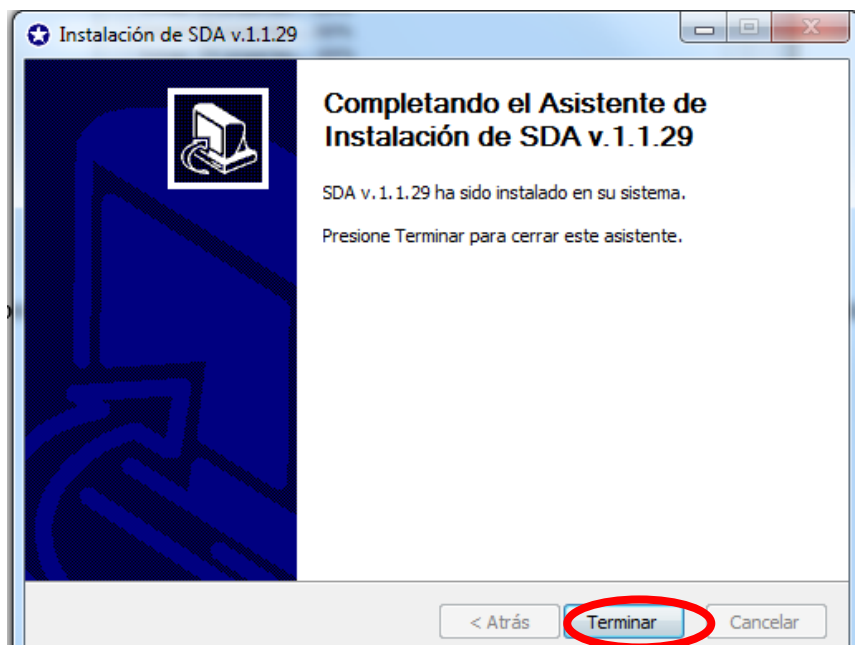 Instalación de SDA v.1.1.29
Completando el Asistente de
Instalación de SDA v.1.1.29
SDA v.1.1.29 ha sido instalado en su sistema.
Presione Terminar para cerrar este asistente.
< Atrás
Terminar
Cancelar